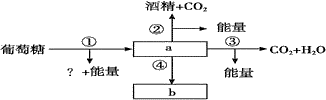 酒精+CO₂
② 能量
葡萄糖 ① a ③ CO₂+H₂O
? +能量 ④ 能量
b